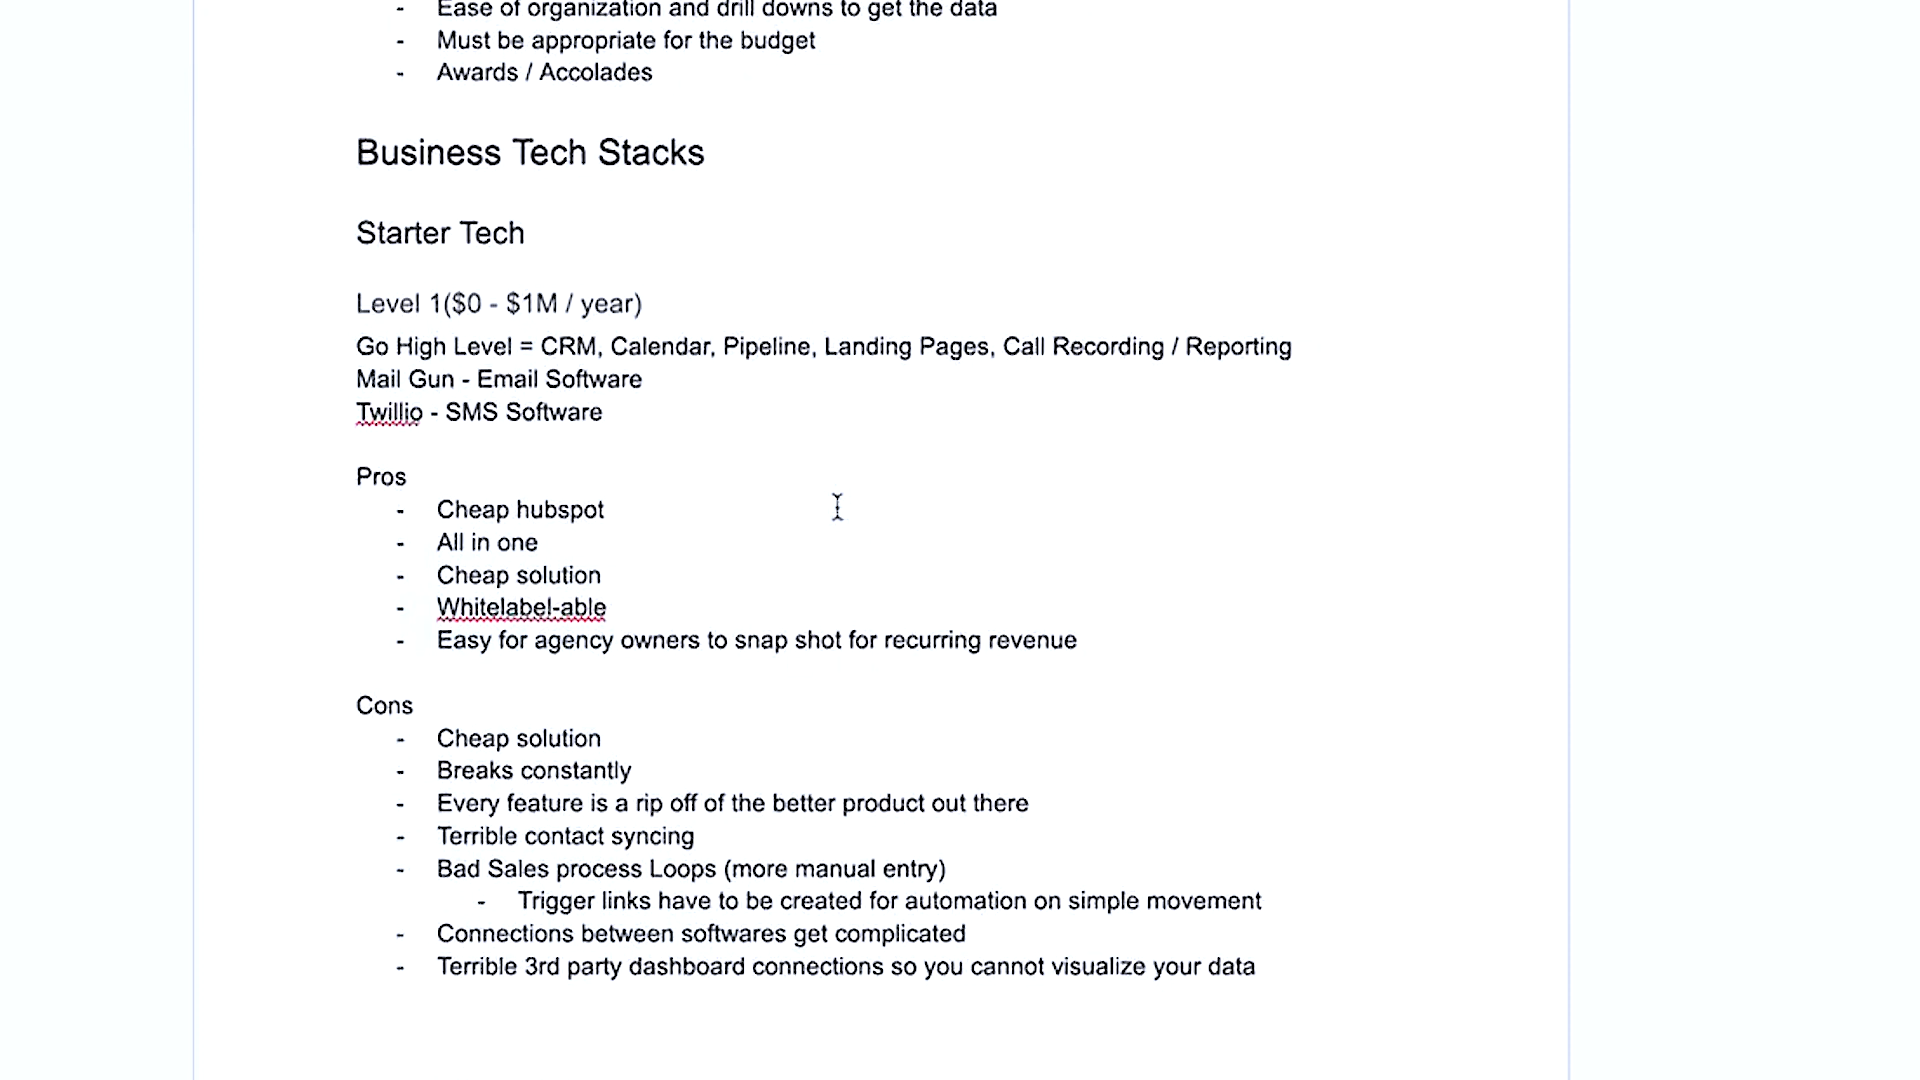 - Ease of organization and drill downs to get the data
- Must be appropriate for the budget
- Awards / Accolades
Business Tech Stacks
Starter Tech
Level 1($0 - $1M / year)
Go High Level = CRM, Calendar, Pipeline, Landing Pages, Call Recording / Reporting
Mail Gun - Email Software
Twillio - SMS Software
Pros
- Cheap hubspot
- All in one
- Cheap solution
- Whitelabel-able
- Easy for agency owners to snap shot for recurring revenue
Cons
- Cheap solution
- Breaks constantly
- Every feature is a rip off of the better product out there
- Terrible contact syncing
- Bad Sales process Loops (more manual entry)
- Trigger links have to be created for automation on simple movement
- Connections between softwares get complicated
- Terrible 3rd party dashboard connections so you cannot visualize your data